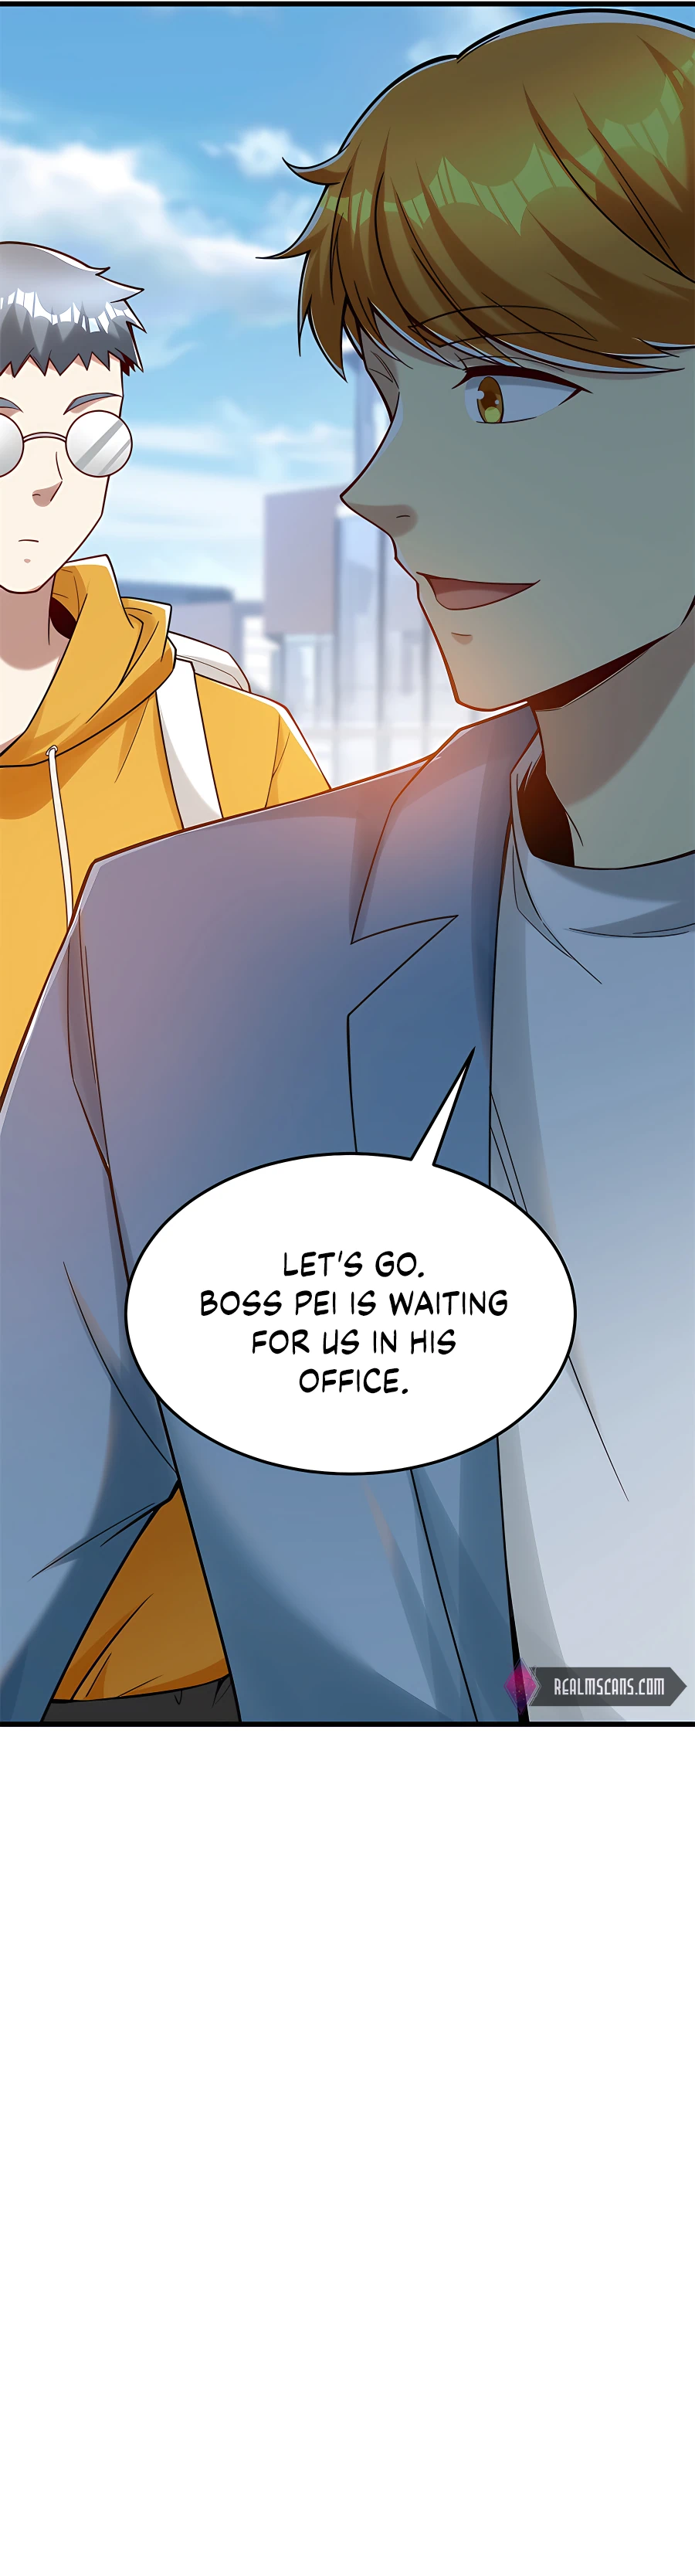 LET'S GO.
BOSS PEI IS WAITING
FOR US IN HIS
OFFICE.
REALMSCANS.COM